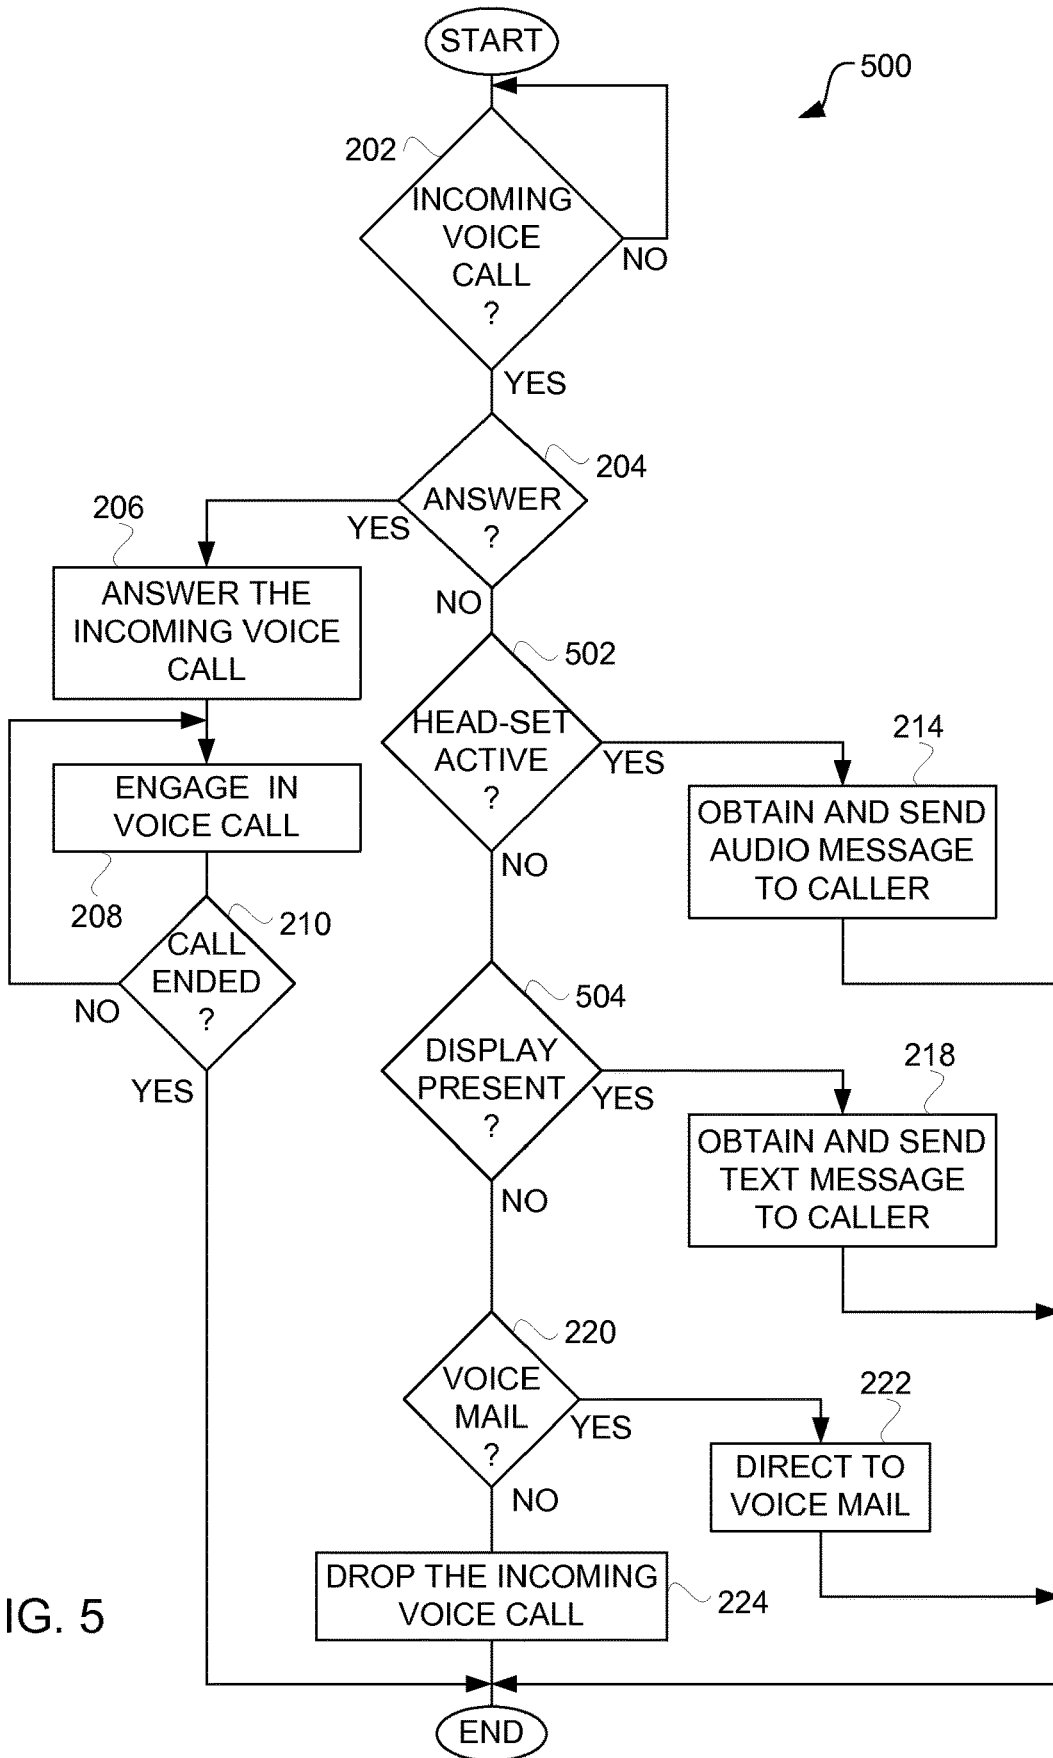 START
500
202
INCOMING
VOICE
CALL
?
NO
YES
204
ANSWER
?
YES
NO
206
ANSWER THE
INCOMING VOICE
CALL
502
HEAD-SET
ACTIVE
?
YES
NO
214
OBTAIN AND SEND
AUDIO MESSAGE
TO CALLER
ENGAGE IN
VOICE CALL
208
210
CALL
ENDED
?
NO
YES
504
DISPLAY
PRESENT
?
YES
NO
218
OBTAIN AND SEND
TEXT MESSAGE
TO CALLER
220
VOICE
MAIL
?
YES
NO
222
DIRECT TO
VOICE MAIL
DROP THE INCOMING
VOICE CALL
224
IG. 5
END